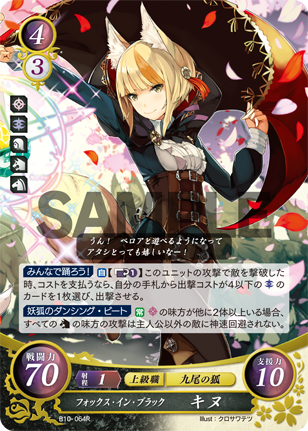 4
3
SAMPLE
うん! ベロアと遊べるようになって
アタシとっても嬉しいなー!
みんなで踊ろう! 自 [1] このユニットの攻撃で敵を撃破した
時、コストを支払うなら、自分の手札から出撃コストが4以下の
のカードを1枚選び、出撃させる。
妖狐のダンシング・ビート 常 の味方が他に2体以上いる場合、
すべての の味方の攻撃は主人公以外の敵に神速回避されない。
戦闘力
70
射程 1 上級職 九尾の狐
支援力
10
フォックス・イン・ブラック キヌ
B10-064R
Illust:クロサワテツ